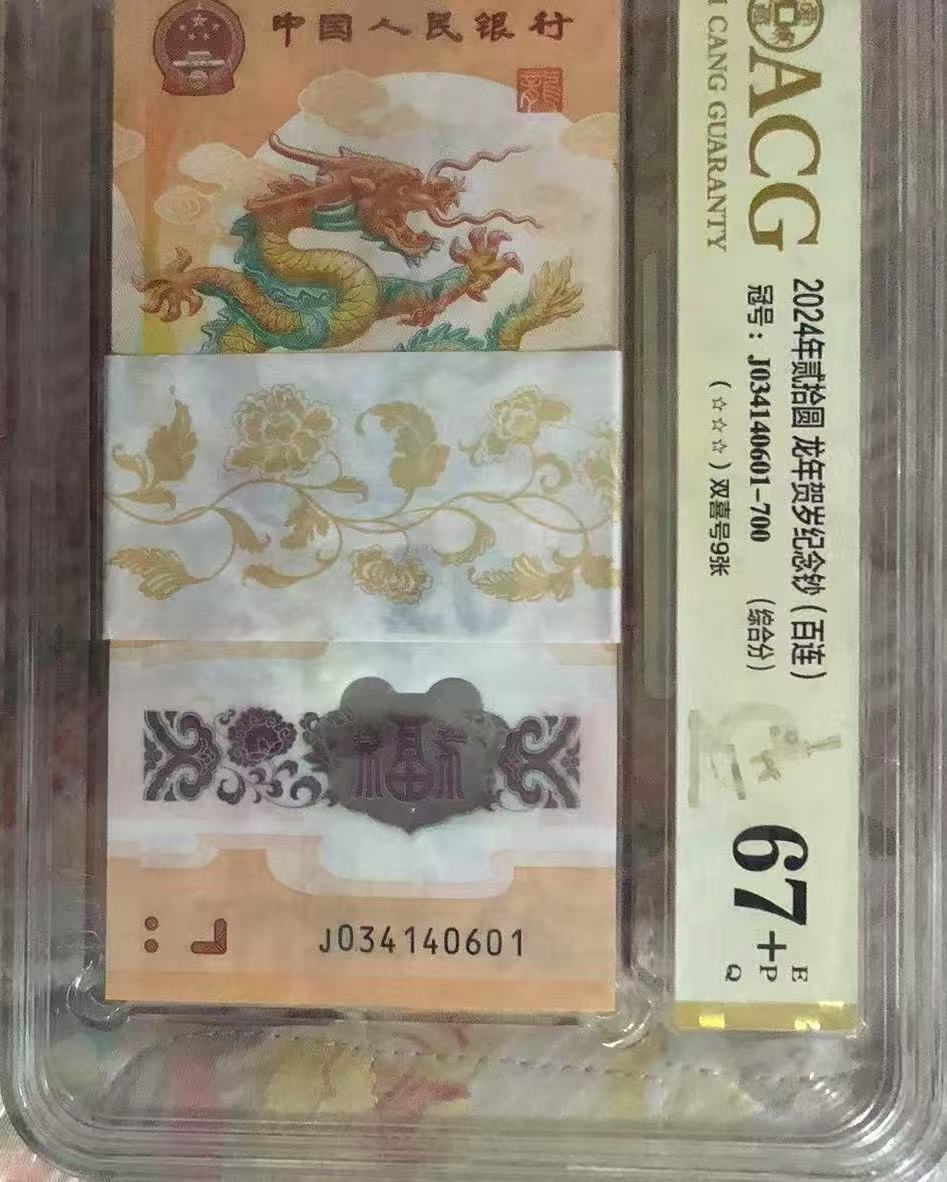 中国人民银行
福
J034140601
ACG
CANG GUARANTY
2024年贰拾圆 龙年贺岁纪念钞（百连）
冠号：J034140601-700 （综合分）
（☆☆☆）双喜号9张
67+
E
P
Q